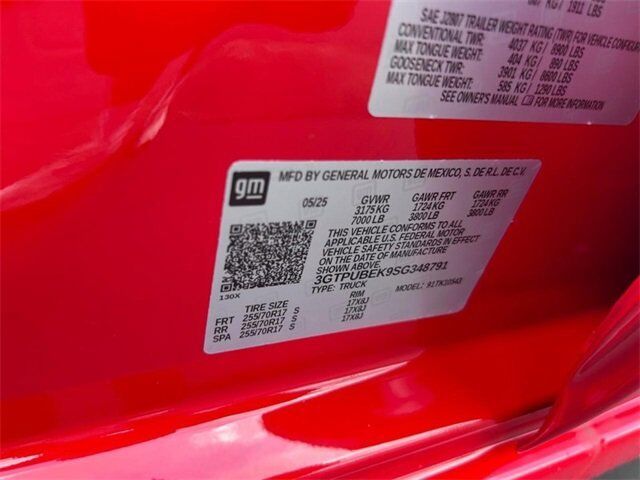 KG / 1911 LBS
SAE J2807 TRAILER WEIGHT RATING (TWR) FOR VEHICLE
CONVENTIONAL TWR: 4037 KG / 8900 LBS
MAX TONGUE WEIGHT: 404 KG / 890 LBS
GOOSENECK TWR: 3901 KG / 8600 LBS
MAX TONGUE WEIGHT: 585 KG / 1290 LBS
SEE OWNER'S MANUAL FOR MORE INFORMATION
gm
MFD BY GENERAL MOTORS DE MEXICO, S. DE R.L. DE C.V.
05/25 GVWR GAWR FRT GAWR RR
3175 KG 1724 KG 1724 KG
7000 LB 3800 LB 3800 LB
THIS VEHICLE CONFORMS TO ALL
APPLICABLE U.S. FEDERAL MOTOR
VEHICLE SAFETY STANDARDS IN EFFECT
ON THE DATE OF MANUFACTURE
3GTPUBEK9SG348791
TYPE: TRUCK MODEL: 91TK10543
130X
TIRE SIZE RIM
FRT 255/70R17 S 17X8J
RR 255/70R17 S 17X8J
SPA 255/70R17 S 17X8J